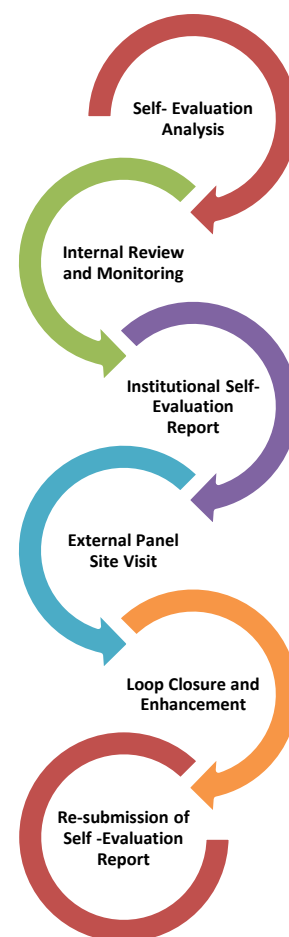 Self- Evaluation
Analysis
Internal Review
and Monitoring
Institutional Self-
Evaluation
Report
External Panel
Site Visit
Loop Closure and
Enhancement
Re-submission of
Self -Evaluation
Report